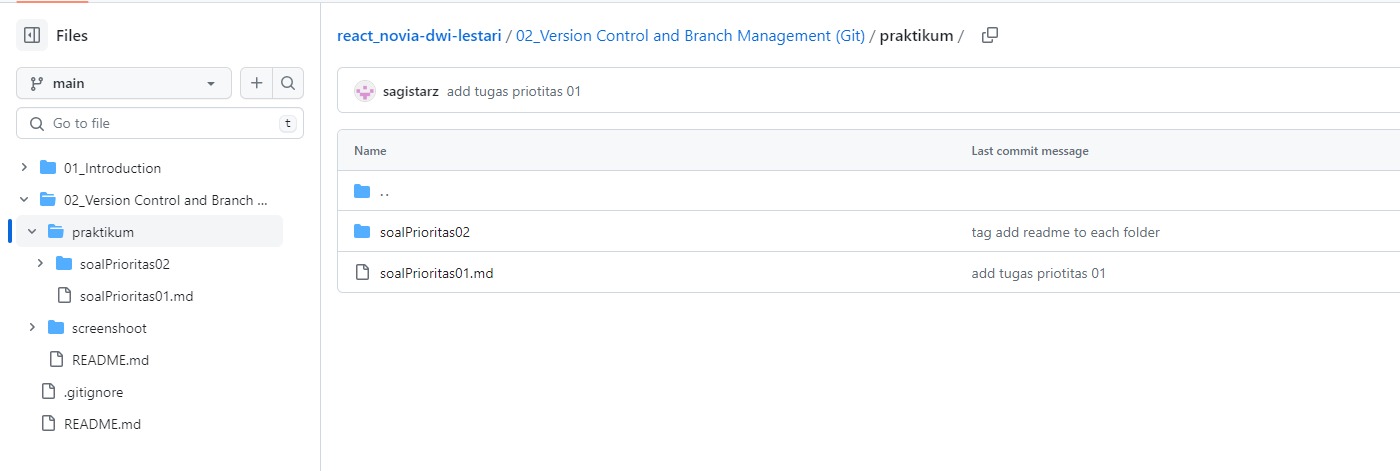 Files
main
Go to file
t
01_Introduction
02_Version Control and Branch ...
praktikum
soalPrioritas02
soalPrioritas01.md
screenshoot
README.md
.gitignore
README.md
react_novia-dwi-lestari / 02_Version Control and Branch Management (Git) / praktikum /
sagistarz add tugas priotitas 01
Name Last commit message
..
soalPrioritas02 tag add readme to each folder
soalPrioritas01.md add tugas priotitas 01